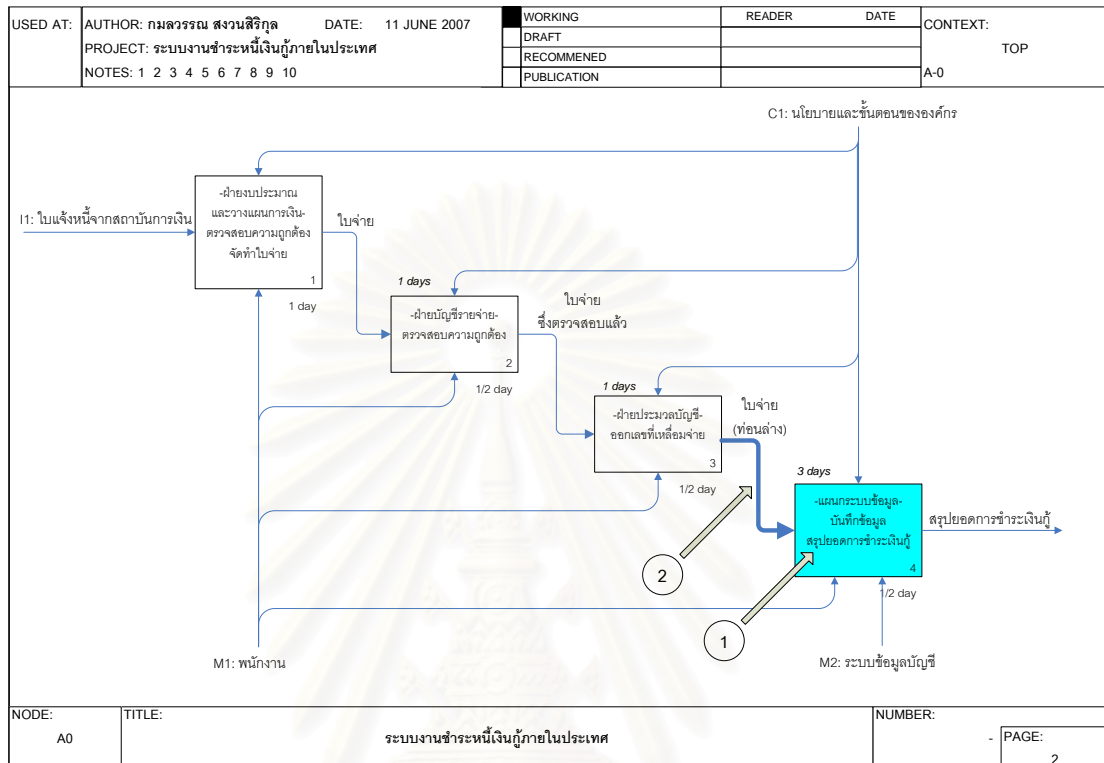 USED AT:
AUTHOR: กมลวรรณ สงวนสิริกุล DATE: 11 JUNE 2007
PROJECT: ระบบงานชำระหนี้เงินกู้ภายในประเทศ
NOTES: 1 2 3 4 5 6 7 8 9 10
WORKING READER DATE
DRAFT
RECOMMENED
PUBLICATION
CONTEXT:
TOP
A-0
C1: นโยบายและขั้นตอนขององค์กร
I1: ใบแจ้งหนี้จากสถาบันการเงิน
-ฝ่ายงบประมาณ
และวางแผนการเงิน-
ตรวจสอบความถูกต้อง
จัดทำใบจ่าย
1
1 day
ใบจ่าย
1 days
-ฝ่ายบัญชีรายจ่าย-
ตรวจสอบความถูกต้อง
2
1/2 day
ใบจ่าย
ซึ่งตรวจสอบแล้ว
1 days
-ฝ่ายประมวลบัญชี-
ออกเลขที่เหลื่อมจ่าย
3
1/2 day
ใบจ่าย
(ท่อนล่าง)
3 days
-แผนกระบบข้อมูล-
บันทึกข้อมูล
สรุปยอดการชำระเงินกู้
4
1/2 day
สรุปยอดการชำระเงินกู้
2
1
M1: พนักงาน
M2: ระบบข้อมูลบัญชี
NODE:
A0
TITLE:
ระบบงานชำระหนี้เงินกู้ภายในประเทศ
NUMBER:
-
PAGE:
2